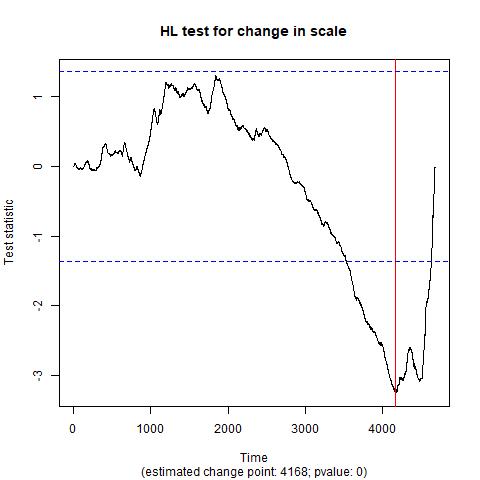 HL test for change in scale
1
0
-1
-2
-3
Test statistic
0
1000
2000
3000
4000
Time
(estimated change point: 4168; pvalue: 0)